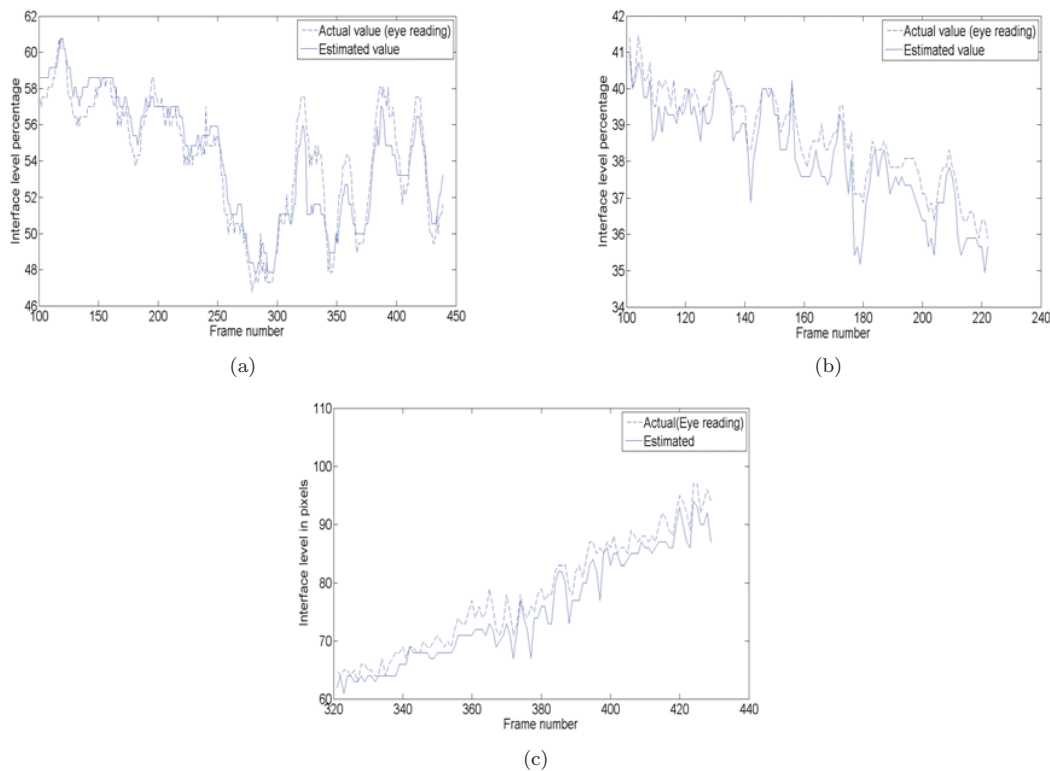 62
60
58
56
54
52
50
48
46
Interface level percentage
Actual value (eye reading)
Estimated value
100 150 200 250 300 350 400 450
Frame number
(a)
42
41
40
39
38
37
36
35
34
Interface level percentage
Actual value (eye reading)
Estimated value
100 120 140 160 180 200 220 240
Frame number
(b)
110
100
90
80
70
60
Interface level in pixels
Actual(Eye reading)
Estimated
320 340 360 380 400 420 440
Frame number
(c)